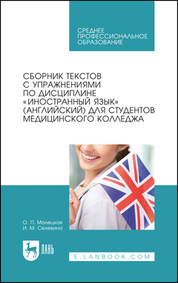 СРЕДНЕЕ
ПРОФЕССИОНАЛЬНОЕ
ОБРАЗОВАНИЕ
СБОРНИК ТЕКСТОВ
С УПРАЖНЕНИЯМИ
ПО ДИСЦИПЛИНЕ
«ИНОСТРАННЫЙ ЯЗЫК»
(АНГЛИЙСКИЙ) ДЛЯ СТУДЕНТОВ
МЕДИЦИНСКОГО КОЛЛЕДЖА
О. П. Малецкая
И. М. Селевина
ЛАНЬ
E.LANBOOK.COM